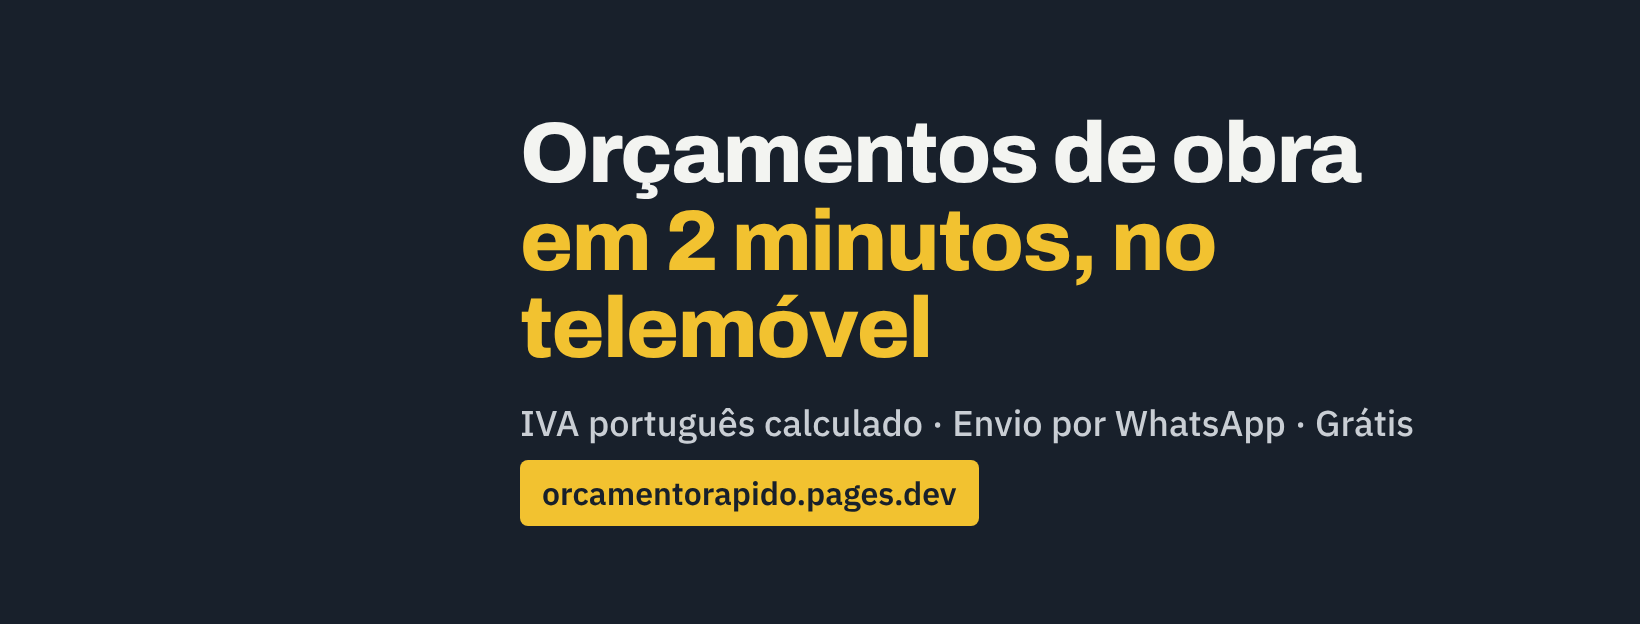 Orçamentos de obra
em 2 minutos, no
telemóvel
IVA português calculado · Envio por WhatsApp · Grátis
orcamentorapido.pages.dev